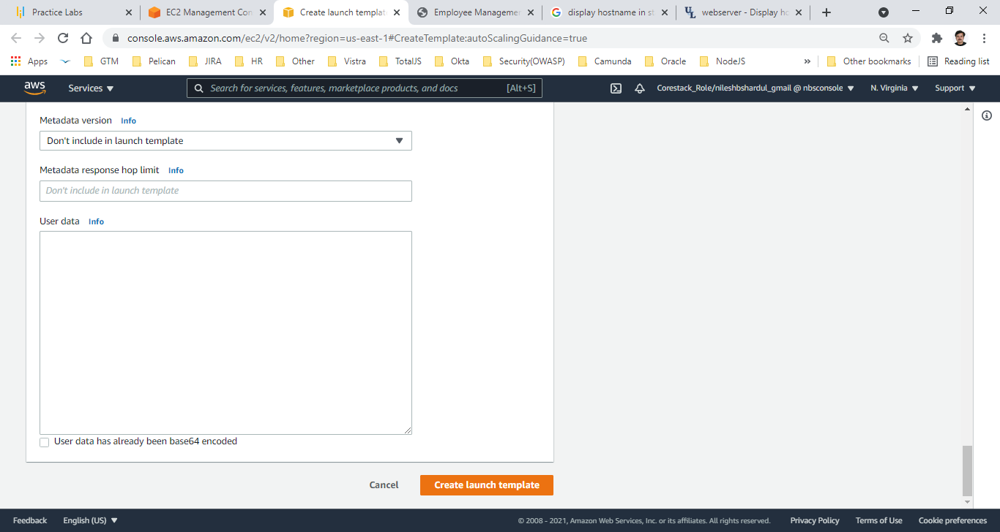 Practice Labs
EC2 Management Con
Create launch templat
Employee Managemen
display hostname in st
UL webserver - Display ho
console.aws.amazon.com/ec2/v2/home?region=us-east-1#CreateTemplate:autoScalingGuidance=true
Apps GTM Pelican JIRA HR Other Vistra TotalJS Okta Security(OWASP) Camunda Oracle NodeJS » Other bookmarks Reading list
aws Services Search for services, features, marketplace products, and docs [Alt+S] Corestack_Role/nileshbshardul_gmail @ nbsconsole N. Virginia Support
Metadata version Info
Don't include in launch template
Metadata response hop limit Info
Don't include in launch template
User data Info
User data has already been base64 encoded
Cancel Create launch template
Feedback English (US) © 2008 - 2021, Amazon Web Services, Inc. or its affiliates. All rights reserved. Privacy Policy Terms of Use Cookie preferences